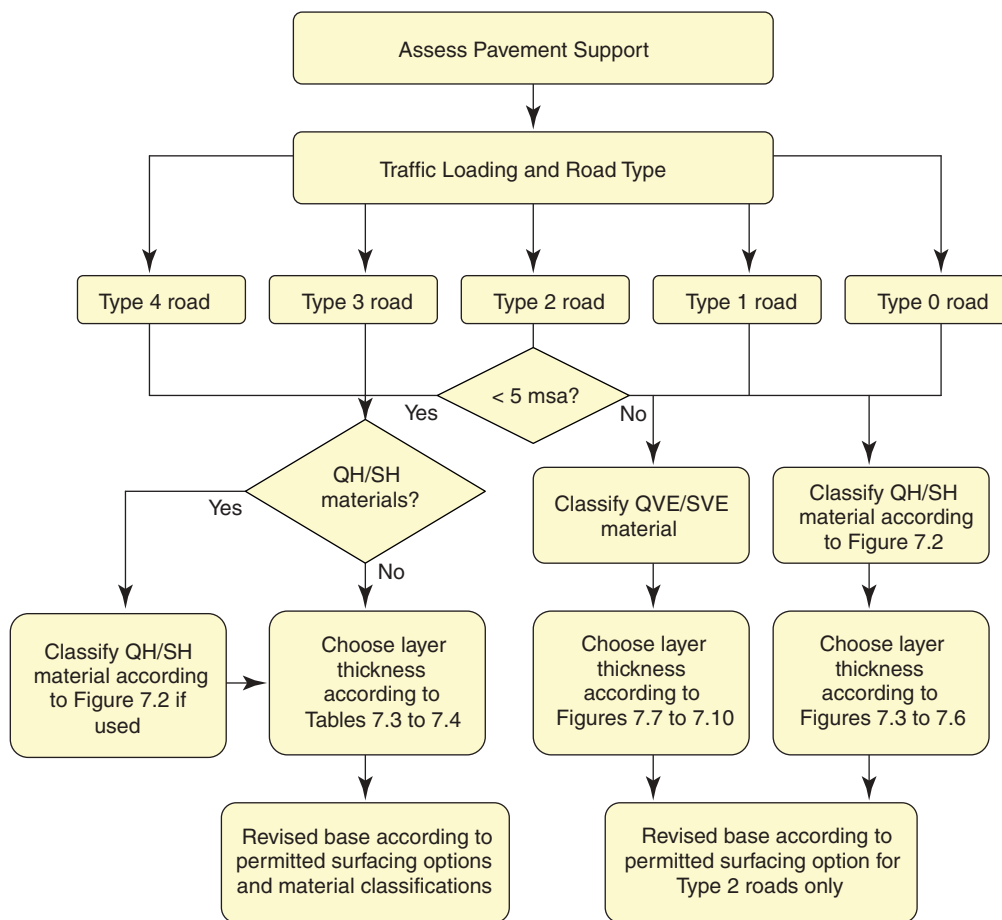 Assess Pavement Support
Traffic Loading and Road Type
Type 4 road
Type 3 road
Type 2 road
Type 1 road
Type 0 road
< 5 msa?
Yes
No
QH/SH
materials?
Yes
No
Classify QVE/SVE
material
Classify QH/SH
material according
to Figure 7.2
Classify QH/SH
material according
to Figure 7.2 if
used
Choose layer
thickness
according to
Tables 7.3 to 7.4
Choose layer
thickness
according to
Figures 7.7 to 7.10
Choose layer
thickness
according to
Figures 7.3 to 7.6
Revised base according to
permitted surfacing options
and material classifications
Revised base according to
permitted surfacing option for
Type 2 roads only